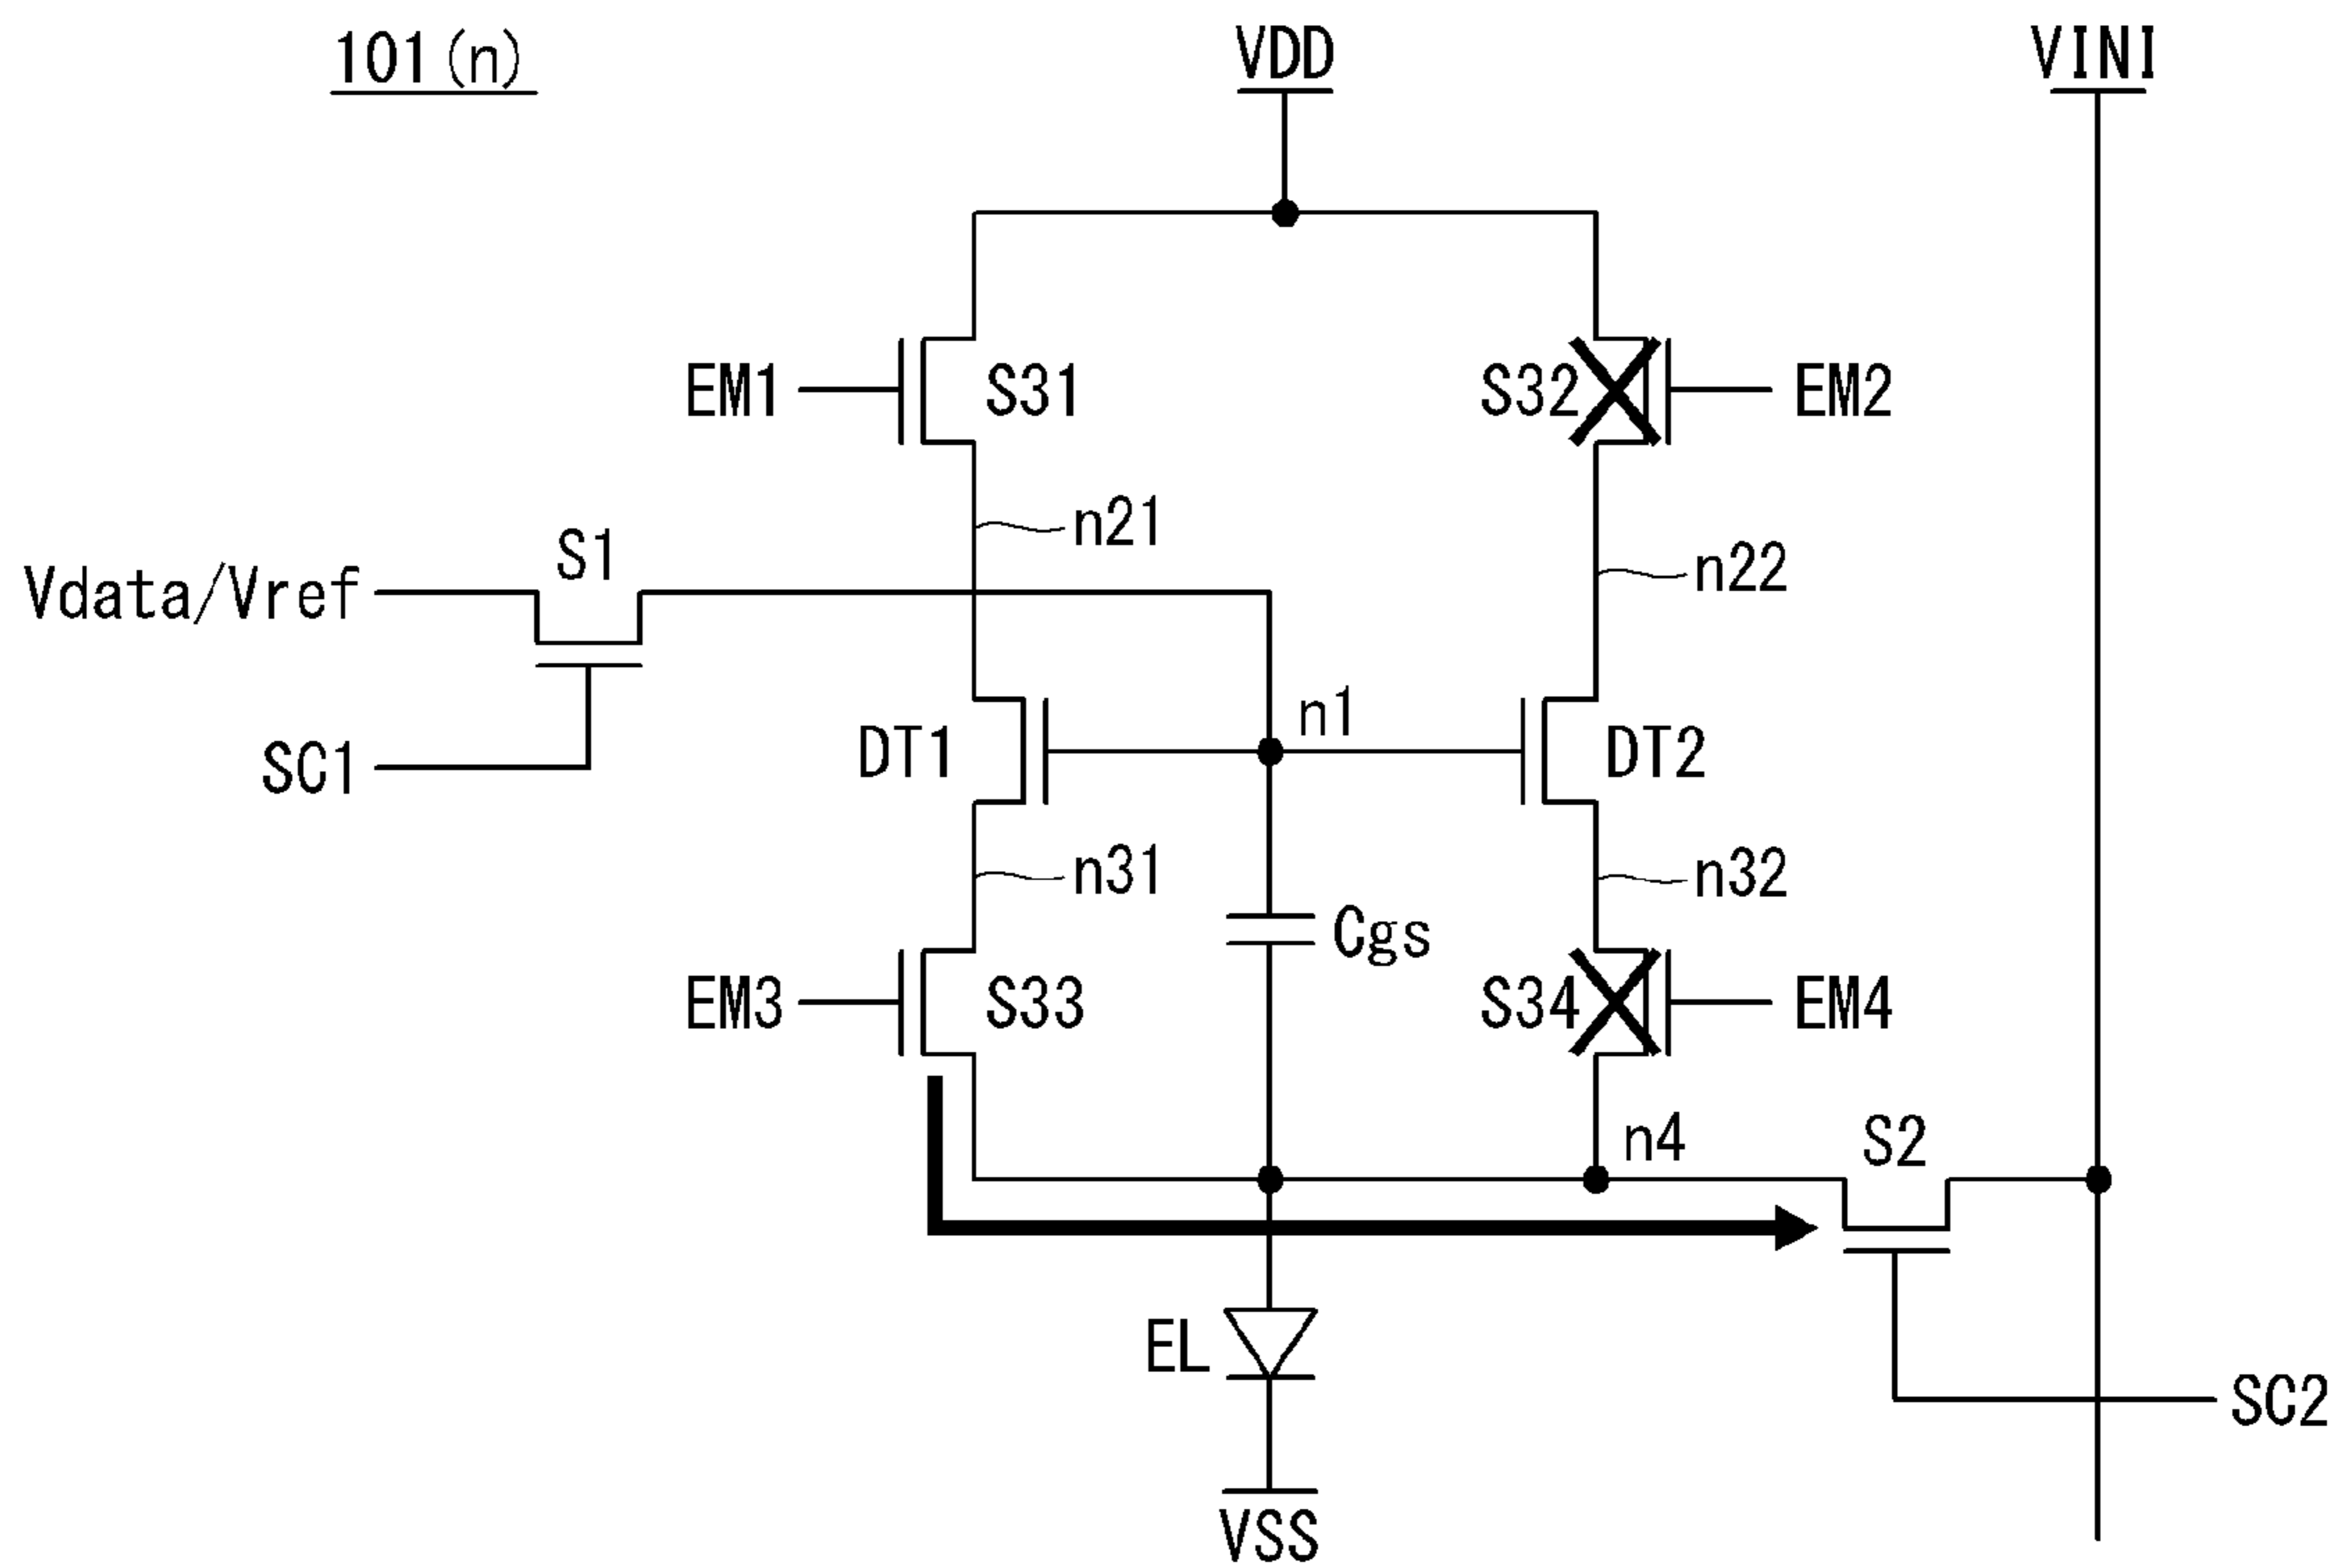 101(n)
VDD
VINI
EM1
S31
S32
EM2
n21
S1
n22
Vdata/Vref
n1
DT1
DT2
SC1
n31
n32
Cgs
EM3
S33
S34
EM4
n4
S2
EL
SC2
VSS